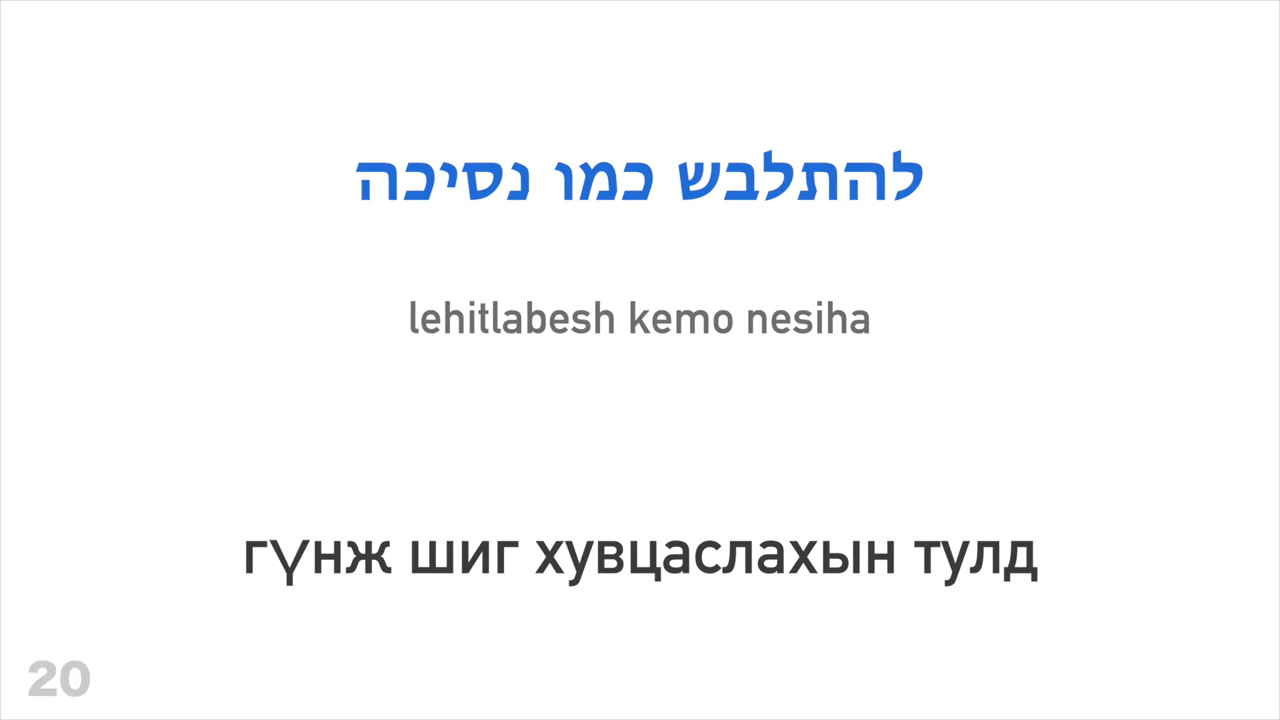 להתלבש כמו נסיכה
lehitlabesh kemo nesiha
гүнж шиг хувцаслахын тулд
20